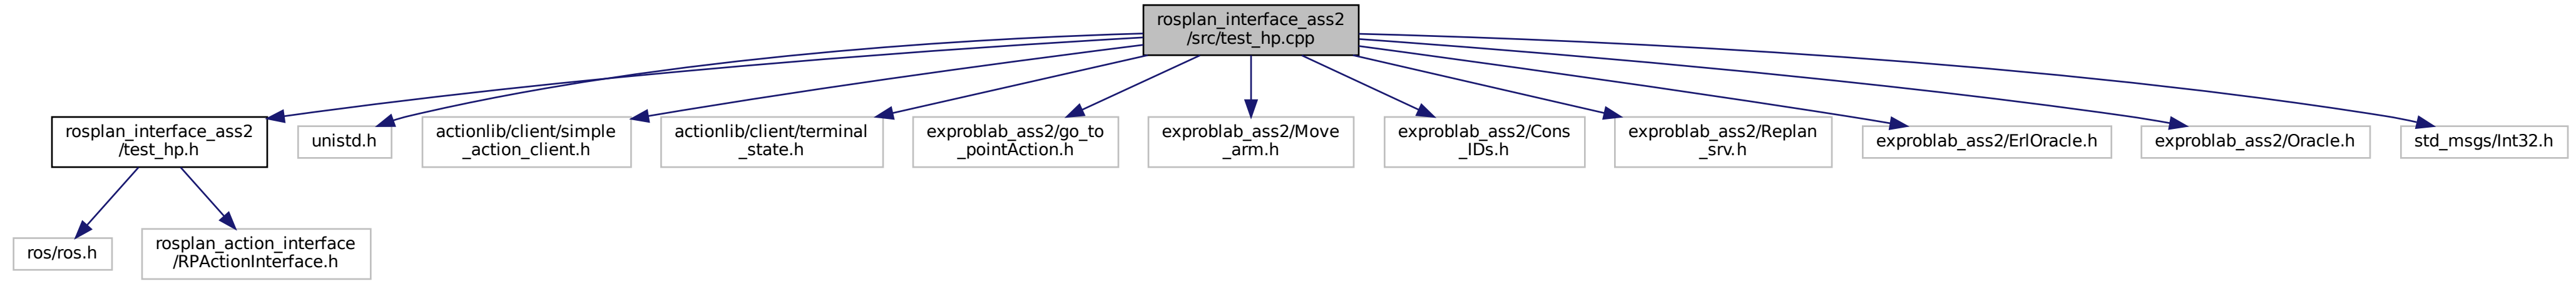 rosplan_interface_ass2
/src/test_hp.cpp
rosplan_interface_ass2
/test_hp.h
unistd.h
actionlib/client/simple
_action_client.h
actionlib/client/terminal
_state.h
exproblab_ass2/go_to
_pointAction.h
exproblab_ass2/Move
_arm.h
exproblab_ass2/Cons
_IDs.h
exproblab_ass2/Replan
_srv.h
exproblab_ass2/ErlOracle.h
exproblab_ass2/Oracle.h
std_msgs/Int32.h
ros/ros.h
rosplan_action_interface
/RPActionInterface.h